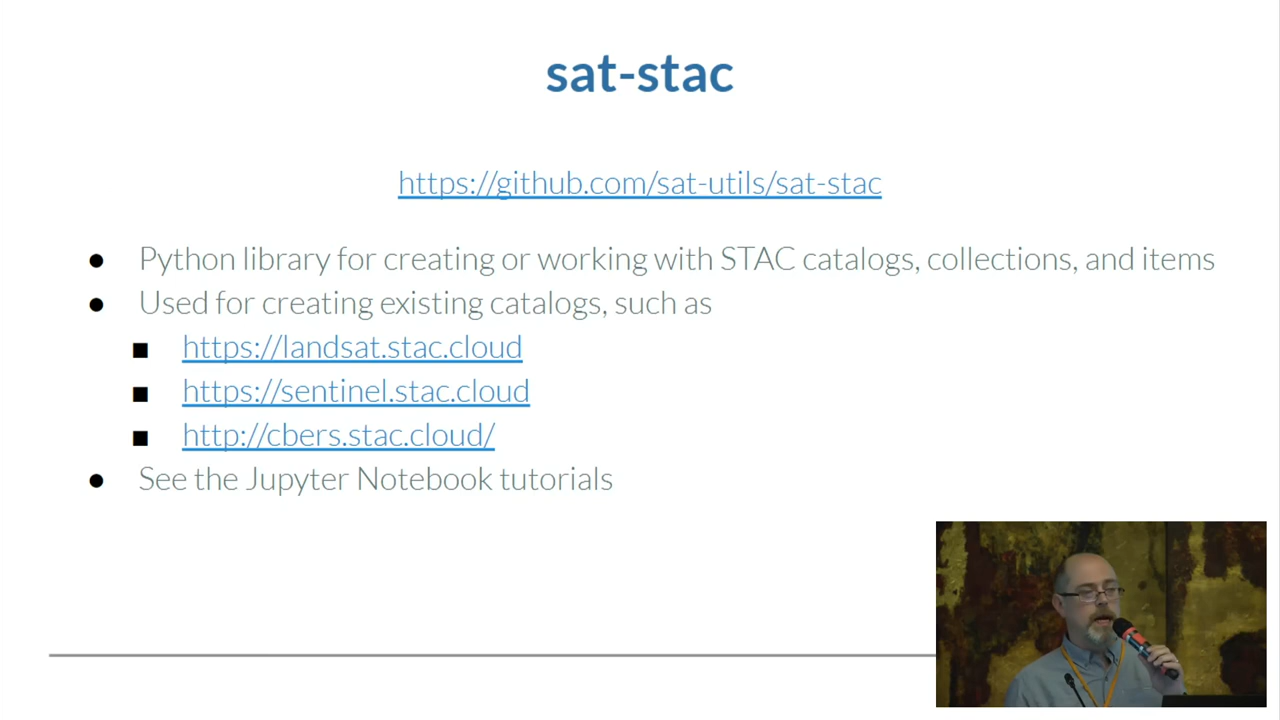 sat-stac
https://github.com/sat-utils/sat-stac
● Python library for creating or working with STAC catalogs, collections, and items
● Used for creating existing catalogs, such as
■ https://landsat.stac.cloud
■ https://sentinel.stac.cloud
■ http://cbers.stac.cloud/
● See the Jupyter Notebook tutorials